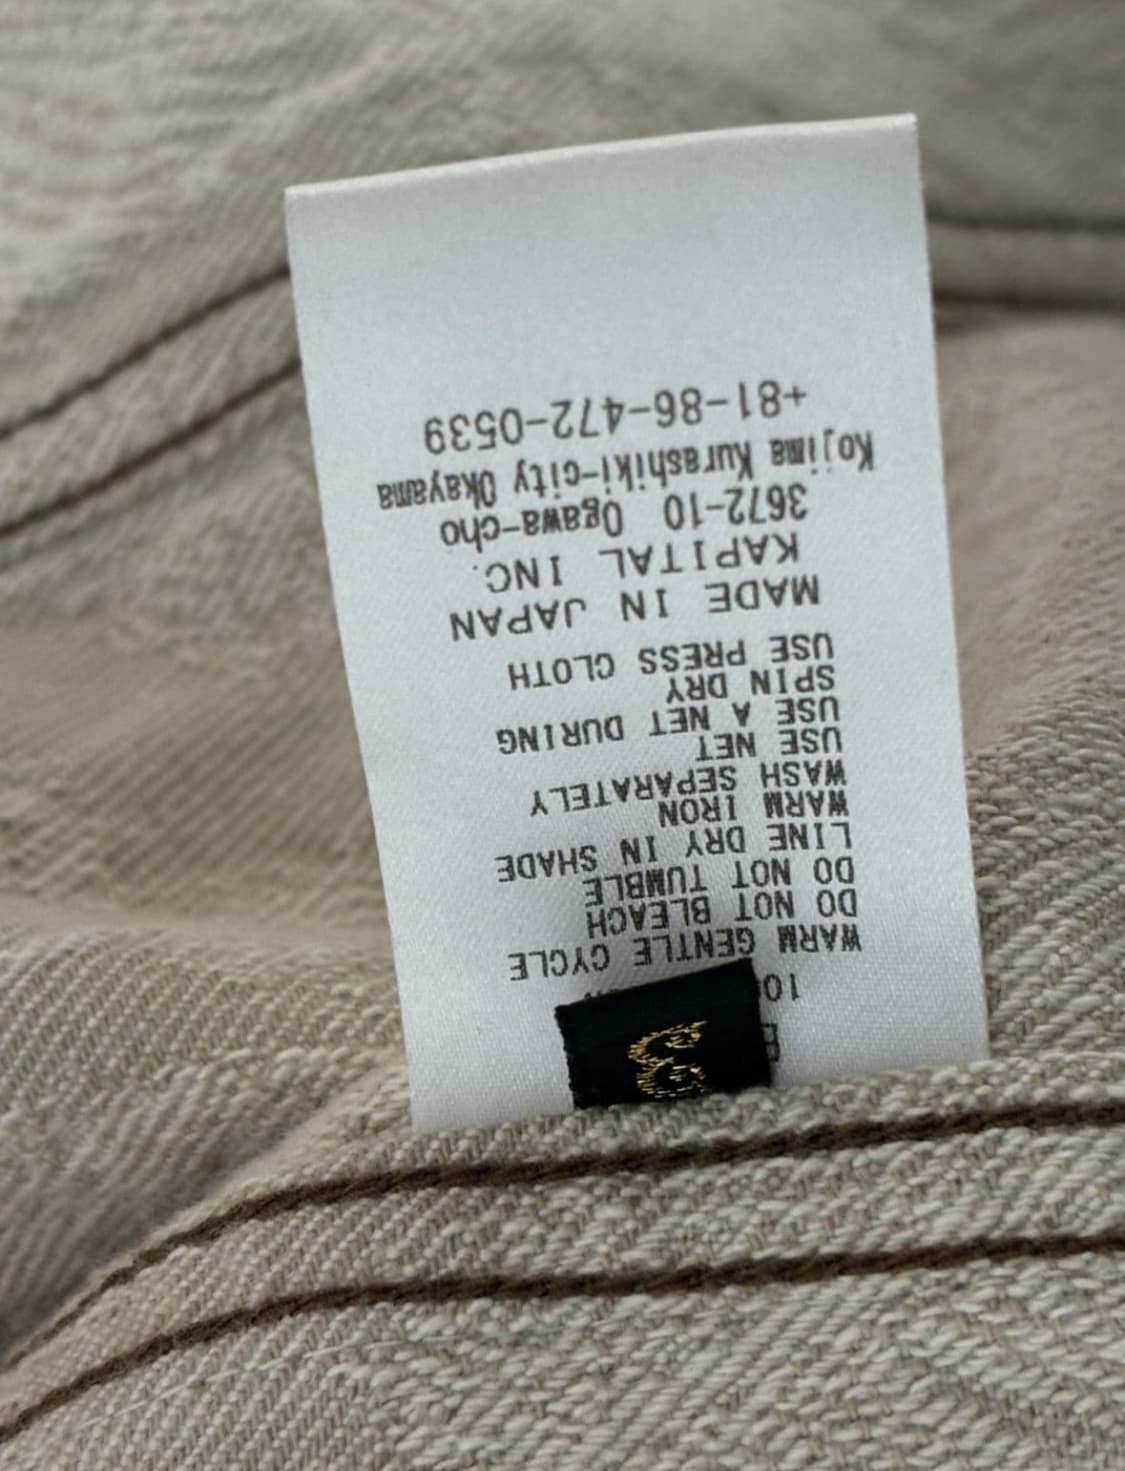 WARM GENTLE CYCLE
DO NOT BLEACH
DO NOT TUMBLE
LINE DRY IN SHADE
WARM IRON
WASH SEPARATELY
USE NET
USE A NET DURING
SPIN DRY
USE PRESS CLOTH
MADE IN JAPAN
KAPITAL INC.
3672-10 Ogawa-cho
Kojima Kurashiki-city Okayama
+81-86-472-0539